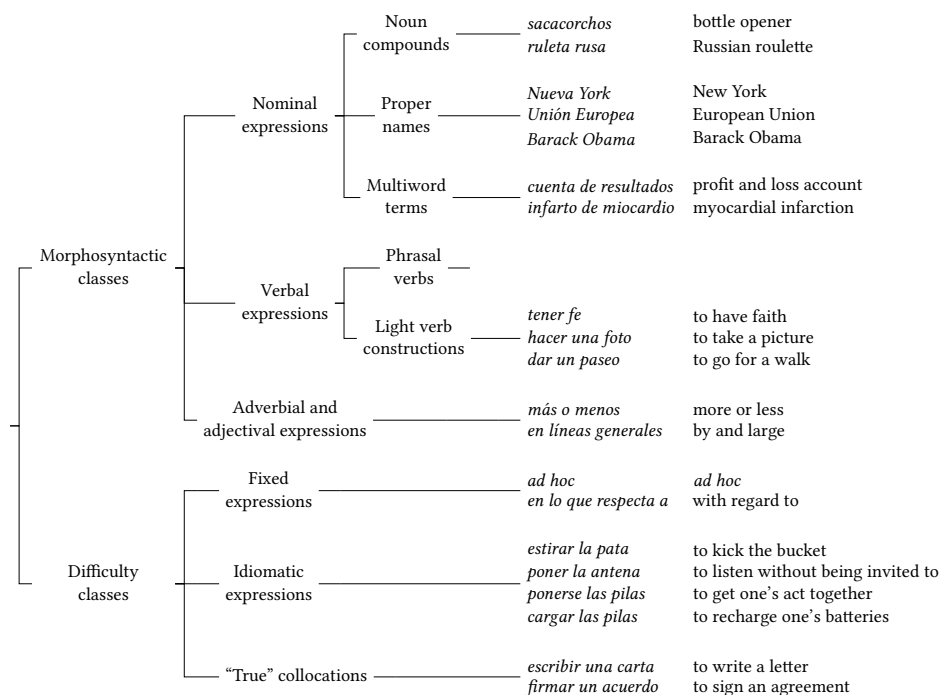 Noun
compounds
sacacorchos bottle opener
ruleta rusa Russian roulette
Nominal
expressions
Proper
names
Nueva York New York
Unión Europea European Union
Barack Obama Barack Obama
Multiword
terms
cuenta de resultados profit and loss account
infarto de miocardio myocardial infarction
Morphosyntactic
classes
Phrasal
verbs
Verbal
expressions
Light verb
constructions
tener fe to have faith
hacer una foto to take a picture
dar un paseo to go for a walk
Adverbial and
adjectival expressions
más o menos more or less
en líneas generales by and large
Fixed
expressions
ad hoc ad hoc
en lo que respecta a with regard to
Difficulty
classes
Idiomatic
expressions
estirar la pata to kick the bucket
poner la antena to listen without being invited to
ponerse las pilas to get one's act together
cargar las pilas to recharge one's batteries
“True” collocations
escribir una carta to write a letter
firmar un acuerdo to sign an agreement